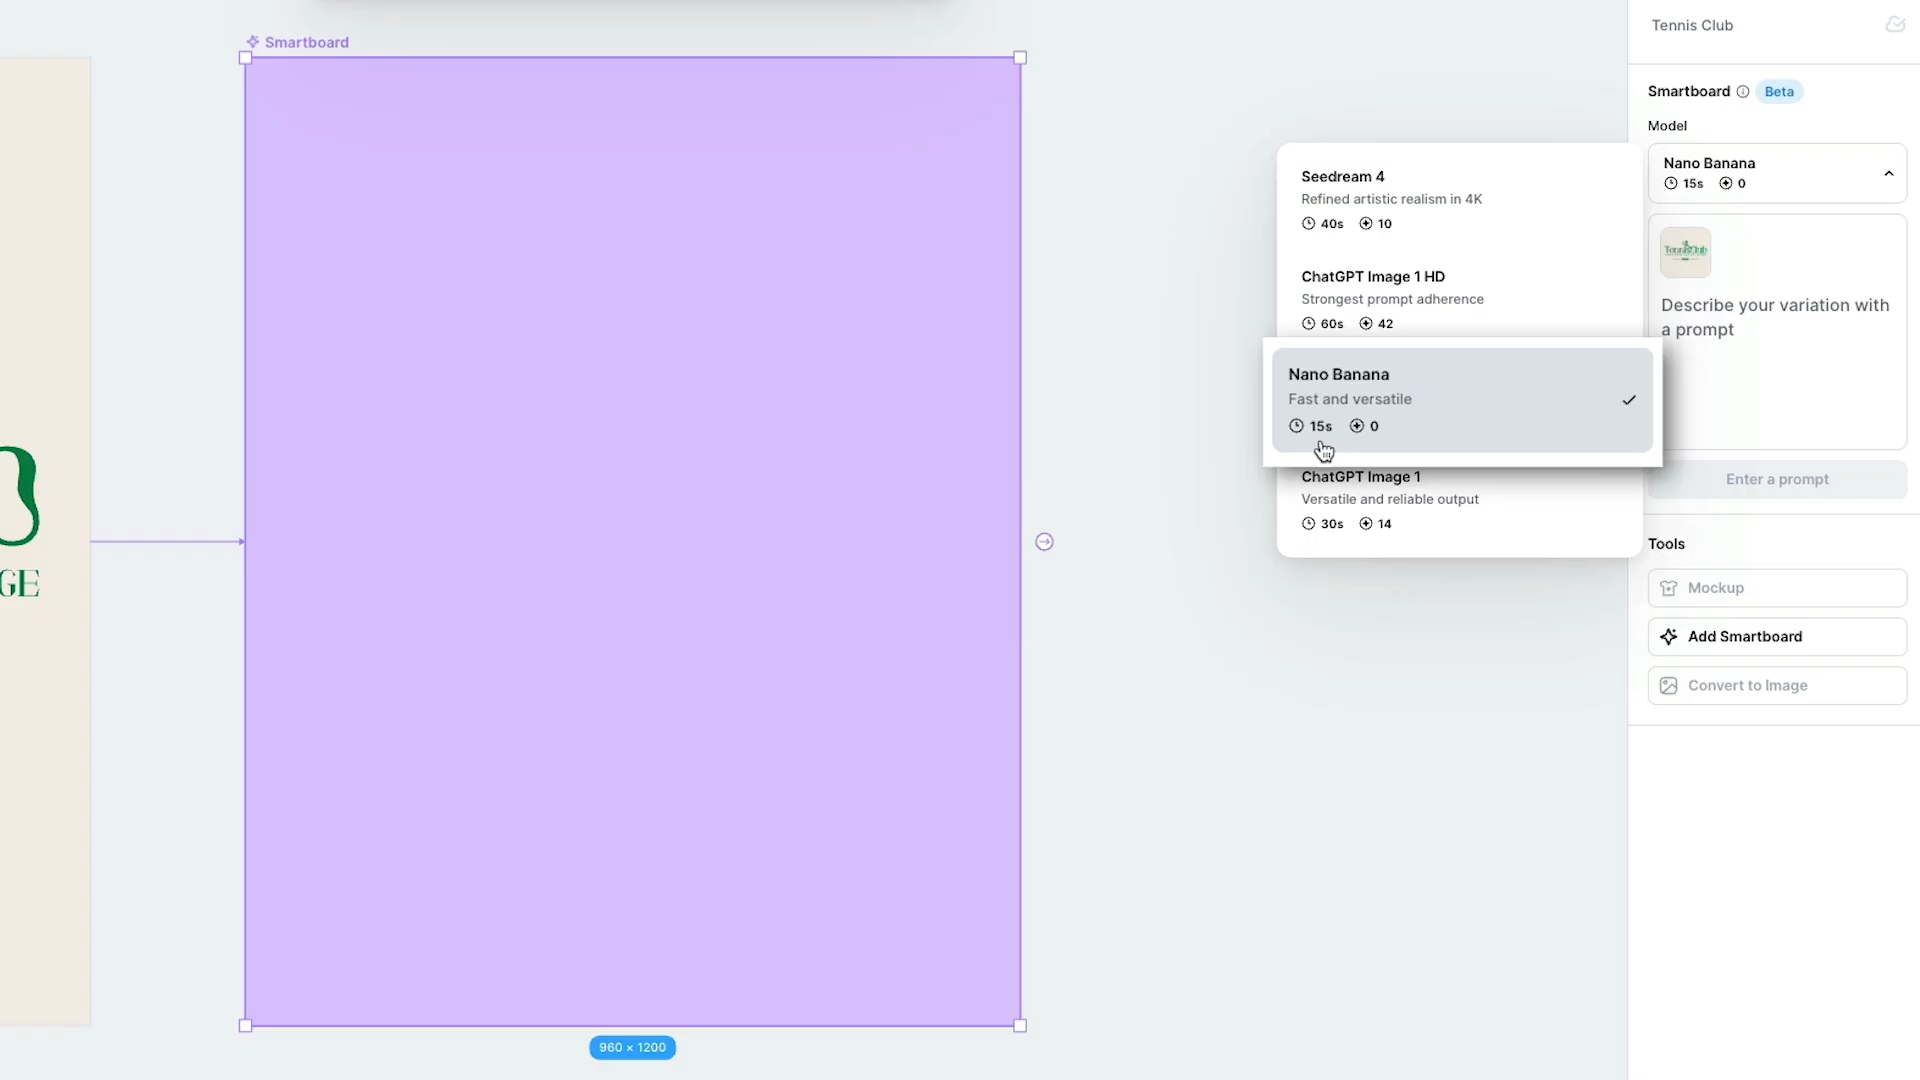 Smartboard
GE
960 × 1200
Seedream 4
Refined artistic realism in 4K
40s 10
ChatGPT Image 1 HD
Strongest prompt adherence
60s 42
Nano Banana
Fast and versatile
15s 0
ChatGPT Image 1
Versatile and reliable output
30s 14
Tennis Club
Smartboard Beta
Model
Nano Banana
15s 0
TennisClub
Describe your variation with
a prompt
Enter a prompt
Tools
Mockup
Add Smartboard
Convert to Image